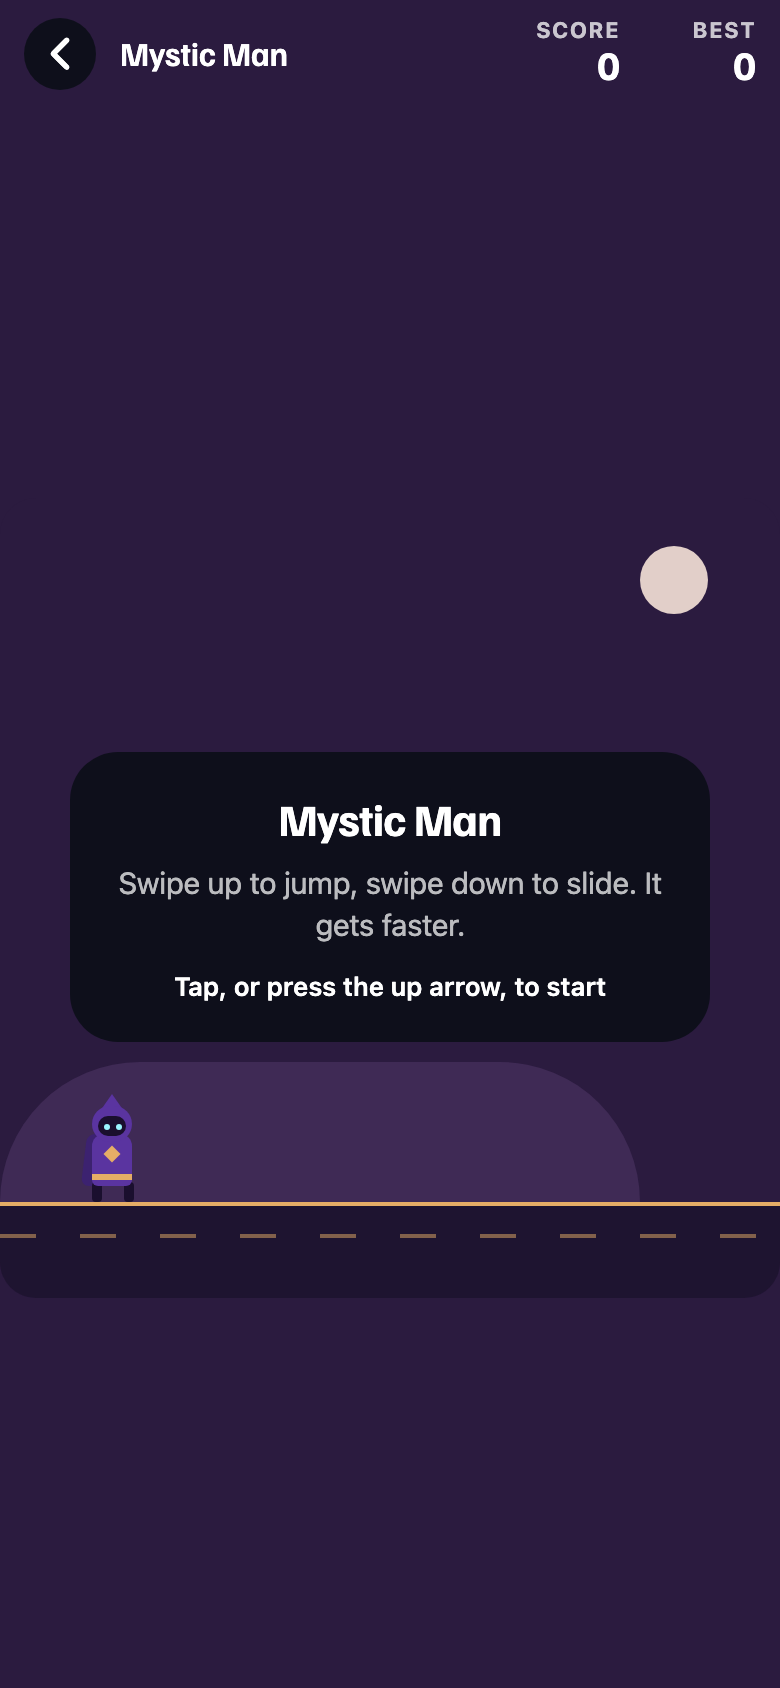 Mystic Man
SCORE
0
BEST
0
Mystic Man
Swipe up to jump, swipe down to slide. It
gets faster.
Tap, or press the up arrow, to start